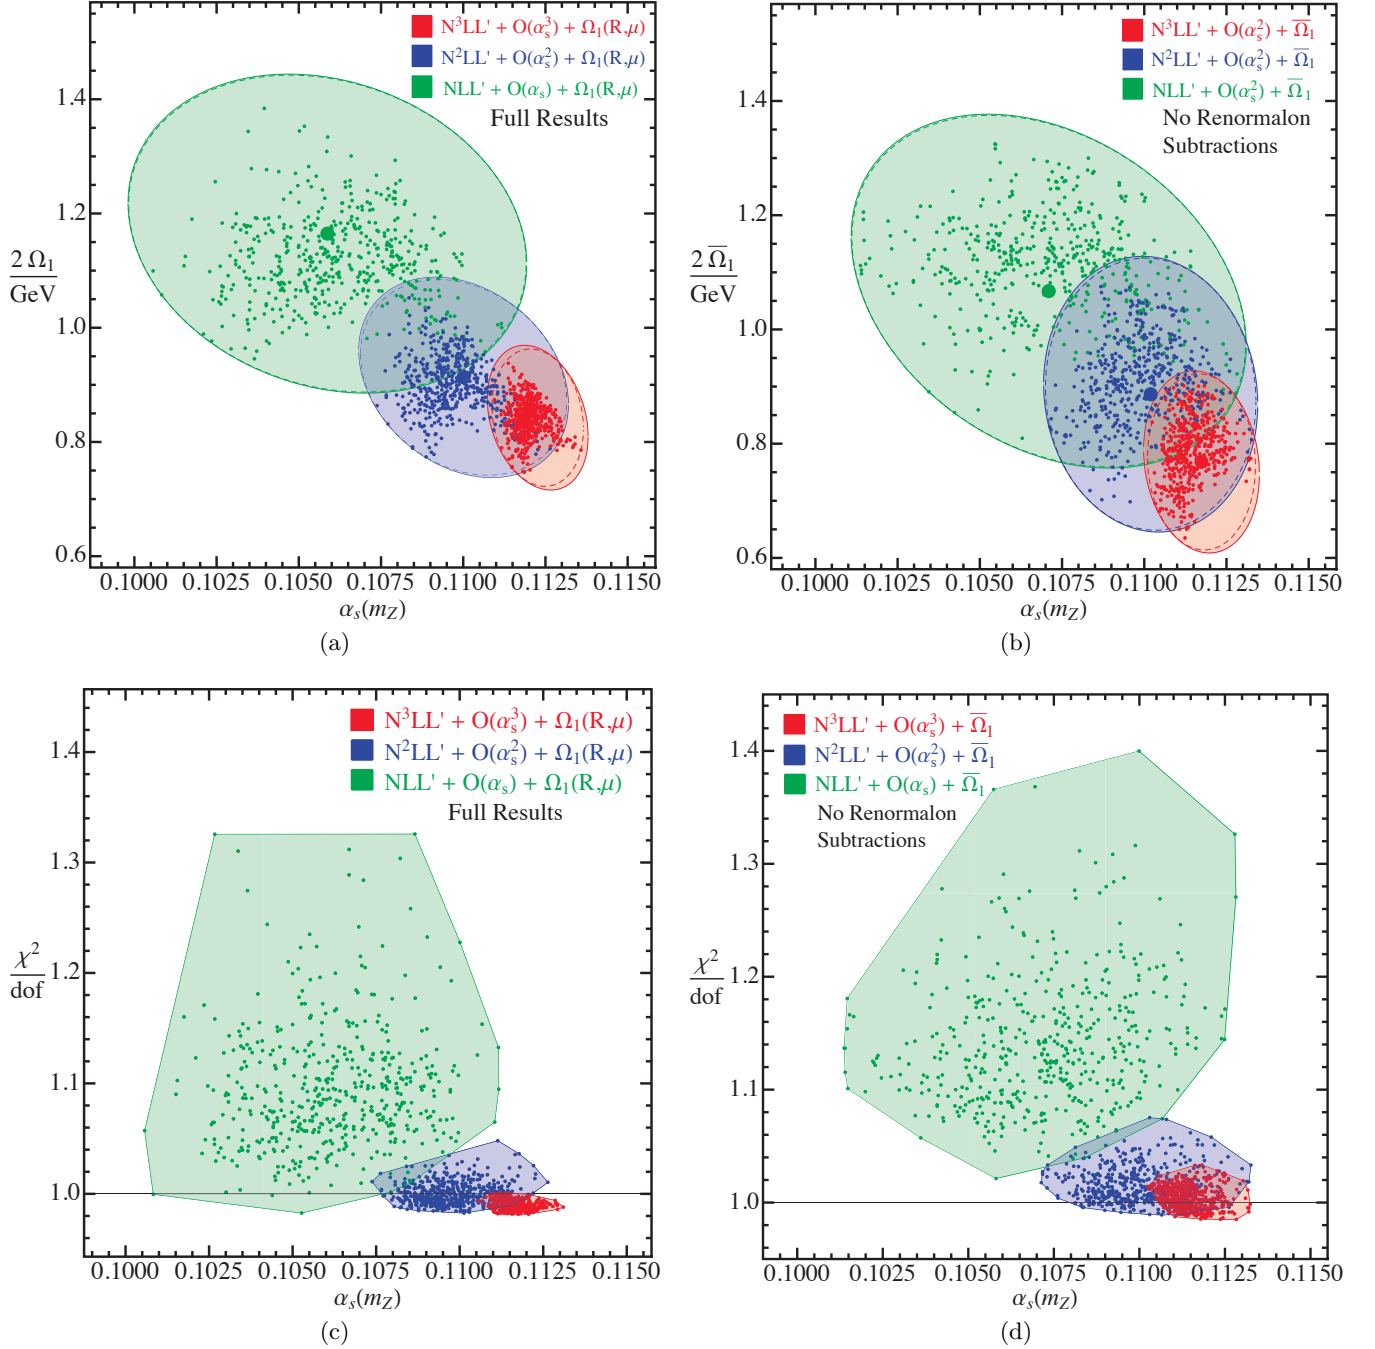 N³LL' + O(αₛ³) + Ω₁(R,μ)
N²LL' + O(αₛ²) + Ω₁(R,μ)
NLL' + O(αₛ) + Ω₁(R,μ)
Full Results
1.4
1.2
1.0
0.8
0.6
2 Ω₁
GeV
0.1000 0.1025 0.1050 0.1075 0.1100 0.1125 0.1150
αₛ(m_Z)
(a)
N³LL' + O(αₛ²) + Ω̅₁
N²LL' + O(αₛ²) + Ω̅₁
NLL' + O(αₛ²) + Ω̅₁
No Renormalon
Subtractions
1.4
1.2
1.0
0.8
0.6
2 Ω̅₁
GeV
0.1000 0.1025 0.1050 0.1075 0.1100 0.1125 0.1150
αₛ(m_Z)
(b)
N³LL' + O(αₛ³) + Ω₁(R,μ)
N²LL' + O(αₛ²) + Ω₁(R,μ)
NLL' + O(αₛ) + Ω₁(R,μ)
Full Results
1.4
1.3
1.2
1.1
1.0
χ²
dof
0.1000 0.1025 0.1050 0.1075 0.1100 0.1125 0.1150
αₛ(m_Z)
(c)
N³LL' + O(αₛ³) + Ω̅₁
N²LL' + O(αₛ²) + Ω̅₁
NLL' + O(αₛ) + Ω̅₁
No Renormalon
Subtractions
1.4
1.3
1.2
1.1
1.0
χ²
dof
0.1000 0.1025 0.1050 0.1075 0.1100 0.1125 0.1150
αₛ(m_Z)
(d)